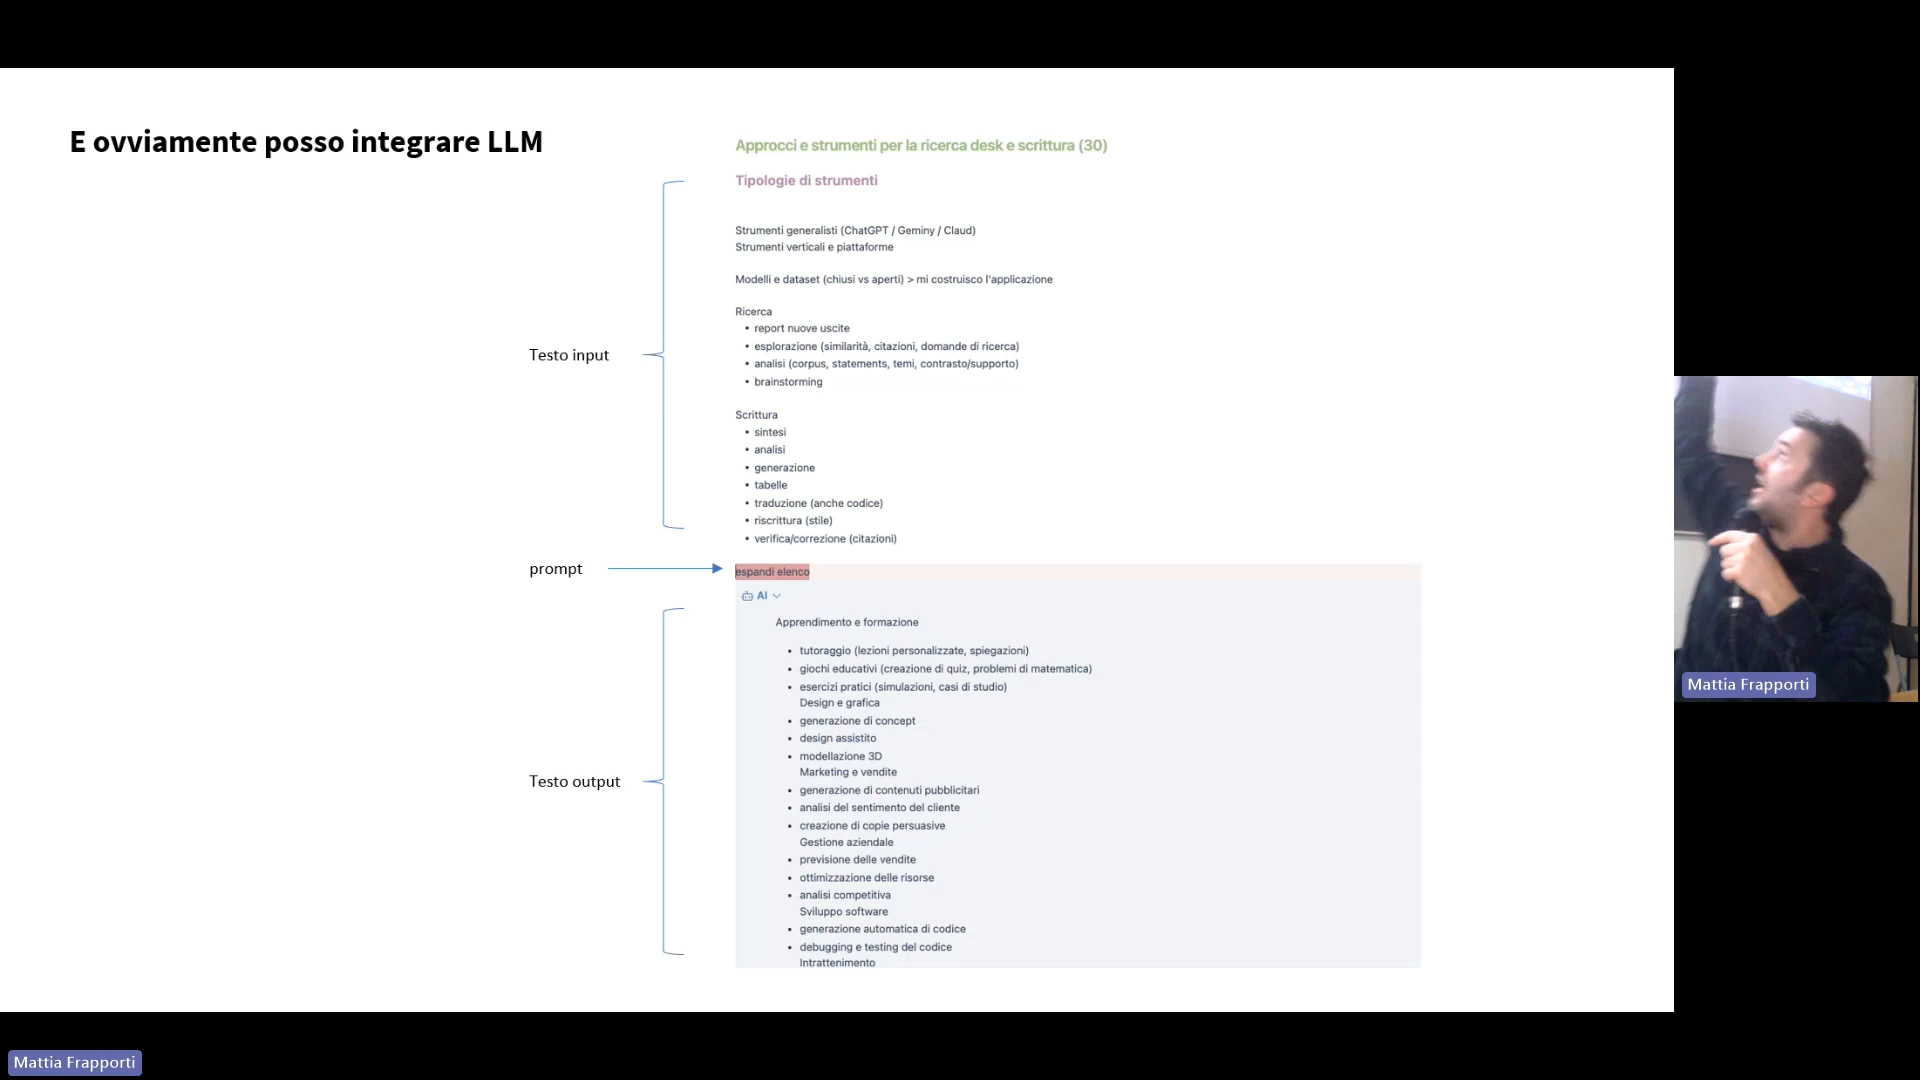 E ovviamente posso integrare LLM
Approcci e strumenti per la ricerca desk e scrittura (30)
Tipologie di strumenti
Strumenti generalisti (ChatGPT / Geminy / Claud)
Strumenti verticali e piattaforme
Modelli e dataset (chiusi vs aperti) > mi costruisco l'applicazione
Ricerca
• report nuove uscite
• esplorazione (similarità, citazioni, domande di ricerca)
• analisi (corpus, statements, temi, contrasto/supporto)
• brainstorming
Scrittura
• sintesi
• analisi
• generazione
• tabelle
• traduzione (anche codice)
• riscrittura (stile)
• verifica/correzione (citazioni)
Testo input
prompt
espandi elenco
AI
Apprendimento e formazione
• tutoraggio (lezioni personalizzate, spiegazioni)
• giochi educativi (creazione di quiz, problemi di matematica)
• esercizi pratici (simulazioni, casi di studio)
Design e grafica
• generazione di concept
• design assistito
• modellazione 3D
Marketing e vendite
• generazione di contenuti pubblicitari
• analisi del sentimento del cliente
• creazione di copie persuasive
Gestione aziendale
• previsione delle vendite
• ottimizzazione delle risorse
• analisi competitiva
Sviluppo software
• generazione automatica di codice
• debugging e testing del codice
Intrattenimento
Testo output
Mattia Frapporti
Mattia Frapporti